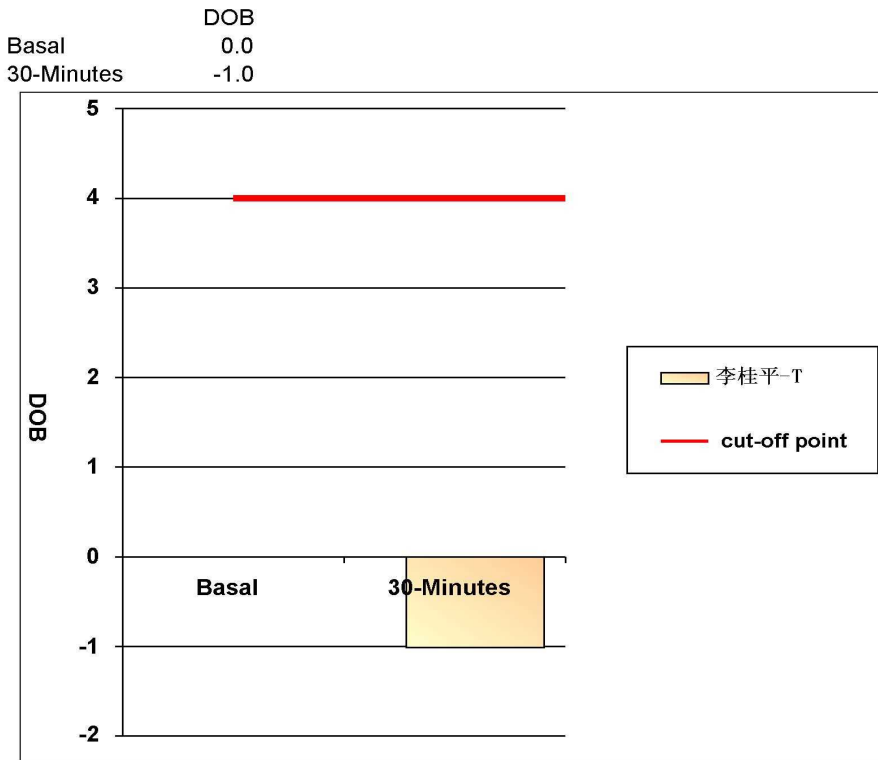 DOB
Basal 0.0
30-Minutes -1.0
5
4
3
2
1
0
-1
-2
DOB
Basal 30-Minutes
李桂平-T
cut-off point